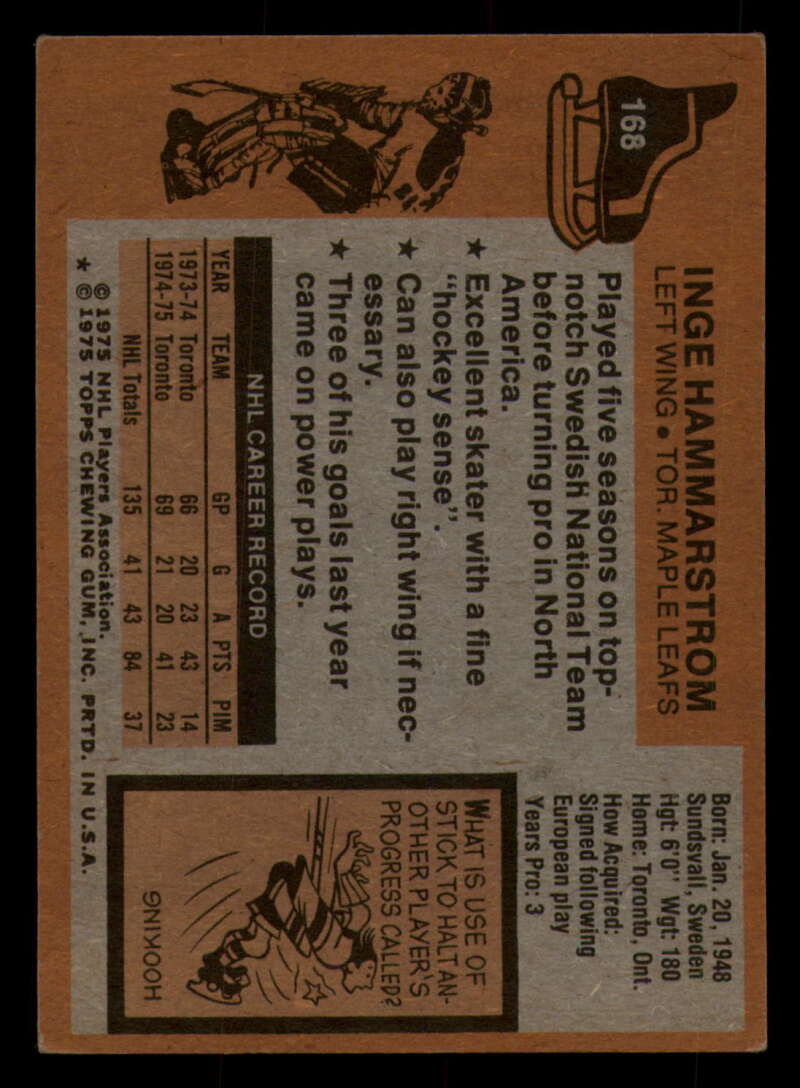 168
INGE HAMMARSTROM
LEFT WING • TOR. MAPLE LEAFS
Born: Jan. 20, 1948
Sundsvall, Sweden
Hgt: 6'0" Wgt: 180
Home: Toronto, Ont.
How Acquired:
Signed following
European play
Years Pro: 3
Played five seasons on top-
notch Swedish National Team
before turning pro in North
America.
★ Excellent skater with a fine
"hockey sense".
★ Can also play right wing if nec-
essary.
★ Three of his goals last year
came on power plays.
NHL CAREER RECORD
YEAR TEAM GP G A PTS PIM
1973-74 Toronto 66 20 23 43 14
1974-75 Toronto 69 21 20 41 23
NHL Totals 135 41 43 84 37
© 1975 NHL Players Association.
* © 1975 TOPPS CHEWING GUM, INC. PRTD. IN U.S.A.
WHAT IS USE OF
STICK TO HALT AN-
OTHER PLAYER'S
PROGRESS CALLED?
HOOKING